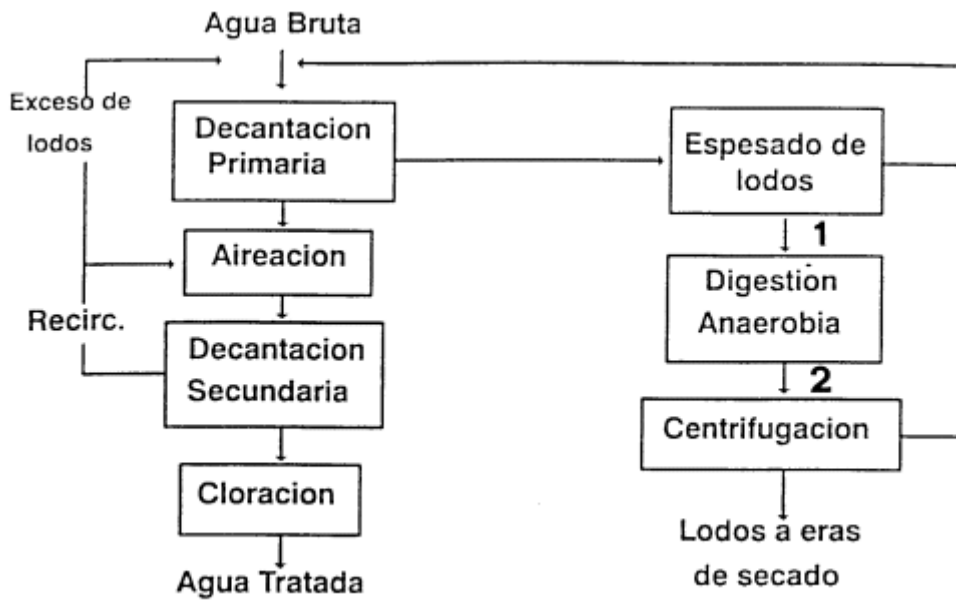 Agua Bruta
Exceso de
lodos
Decantacion
Primaria
Aireacion
Recirc.
Decantacion
Secundaria
Cloracion
Agua Tratada
Espesado de
lodos
1
Digestión
Anaerobia
2
Centrifugacion
Lodos a eras
de secado